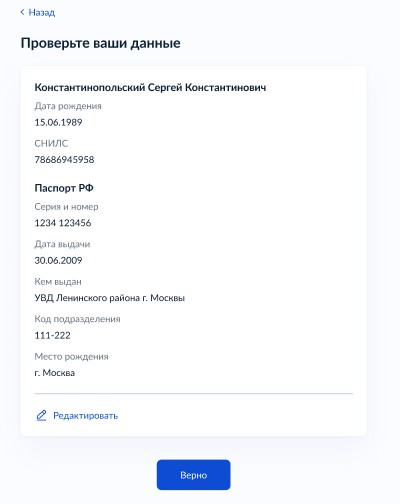 Назад
Проверьте ваши данные
Константинопольский Сергей Константинович
Дата рождения
15.06.1989
СНИЛС
78686945958
Паспорт РФ
Серия и номер
1234 123456
Дата выдачи
30.06.2009
Кем выдан
УВД Ленинского района г. Москвы
Код подразделения
111-222
Место рождения
г. Москва
Редактировать
Верно